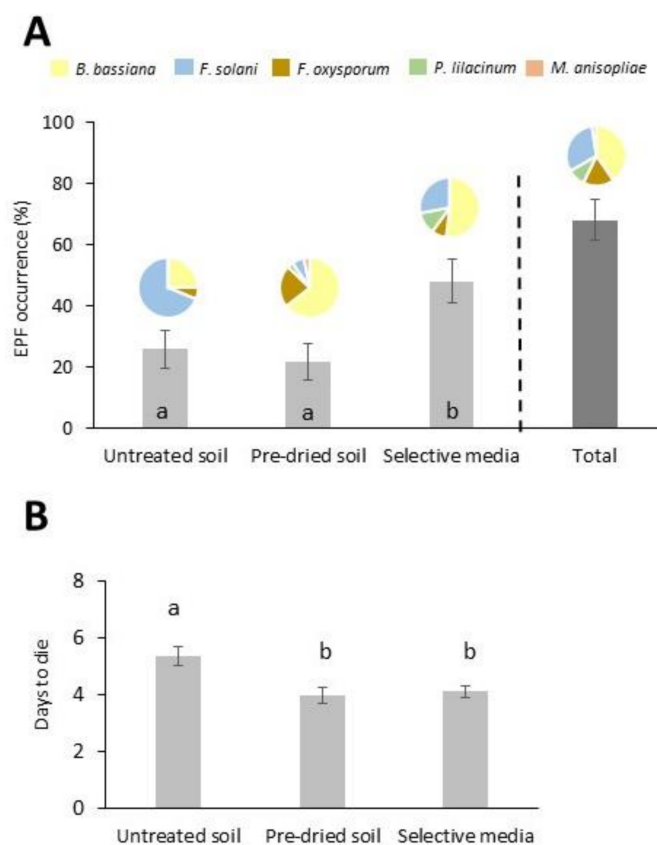 A
B. bassiana F. solani F. oxysporum P. lilacinum M. anisopliae
100
80
60
40
20
0
EPF occurrence (%)
a a b
Untreated soil Pre-dried soil Selective media Total
B
8
6
4
2
0
Days to die
a b b
Untreated soil Pre-dried soil Selective media